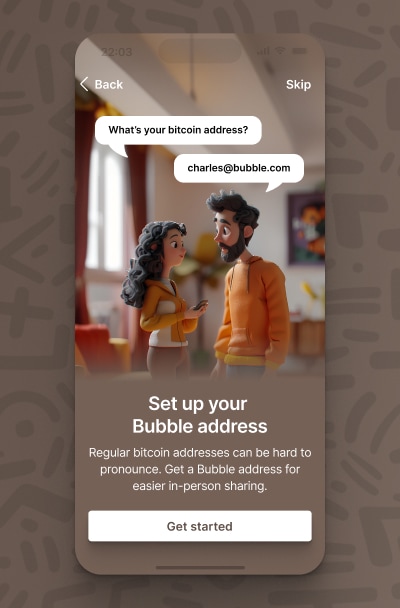 22:03
Back
Skip
What's your bitcoin address?
charles@bubble.com
Set up your
Bubble address
Regular bitcoin addresses can be hard to
pronounce. Get a Bubble address for
easier in-person sharing.
Get started